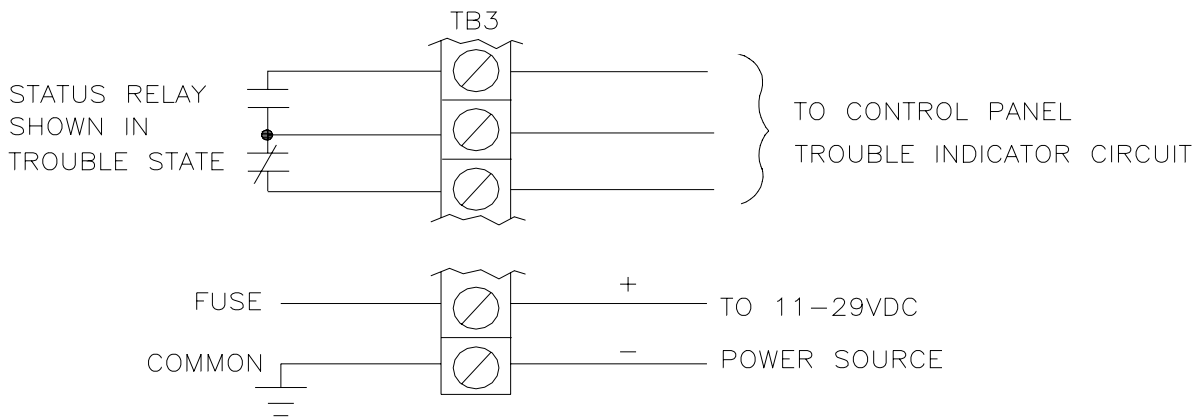 TB3
STATUS RELAY
SHOWN IN
TROUBLE STATE
TO CONTROL PANEL
TROUBLE INDICATOR CIRCUIT
FUSE
+
TO 11-29VDC
COMMON
-
POWER SOURCE